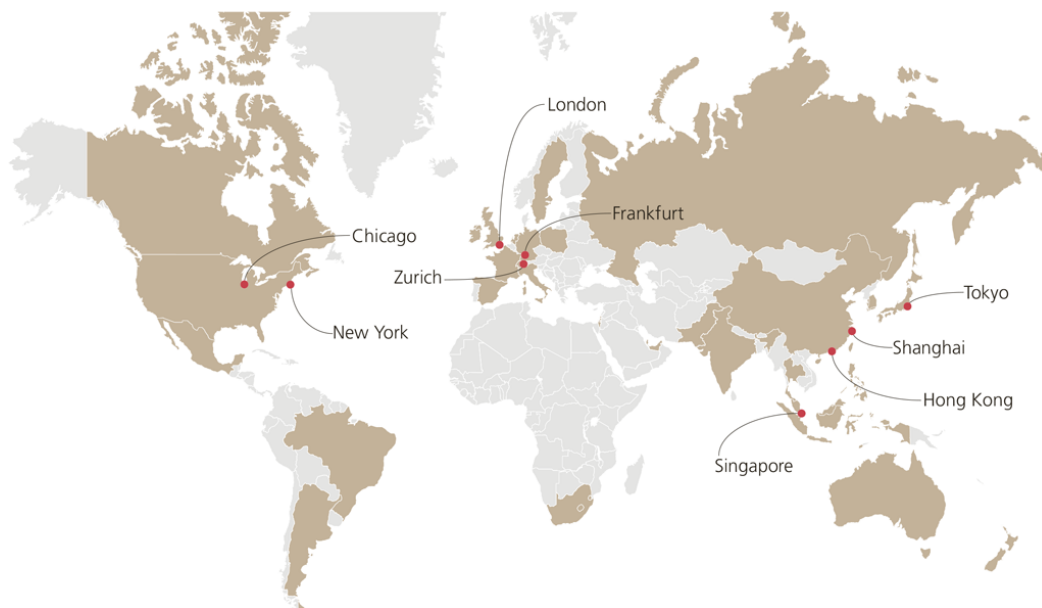 London
Frankfurt
Chicago
Zurich
Tokyo
New York
Shanghai
Hong Kong
Singapore